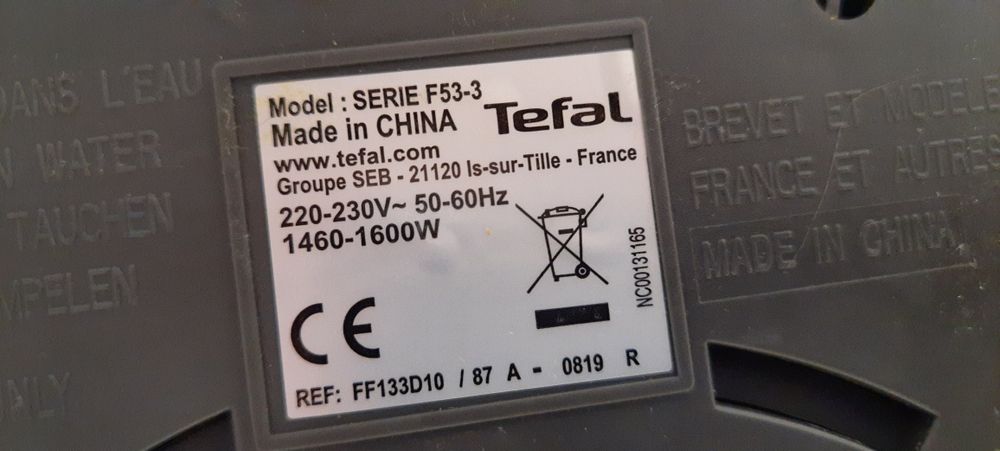 DANS L'EAU
WATER
TAUCHEN
ONLY
Model : SERIE F53-3
Made in CHINA
Tefal
www.tefal.com
Groupe SEB - 21120 Is-sur-Tille - France
220-230V~ 50-60Hz
1460-1600W
NC00131165
CE
REF: FF133D10 / 87 A - 0819 R
BREVET ET MODELE
FRANCE ET AUTRES
MADE IN CHINA